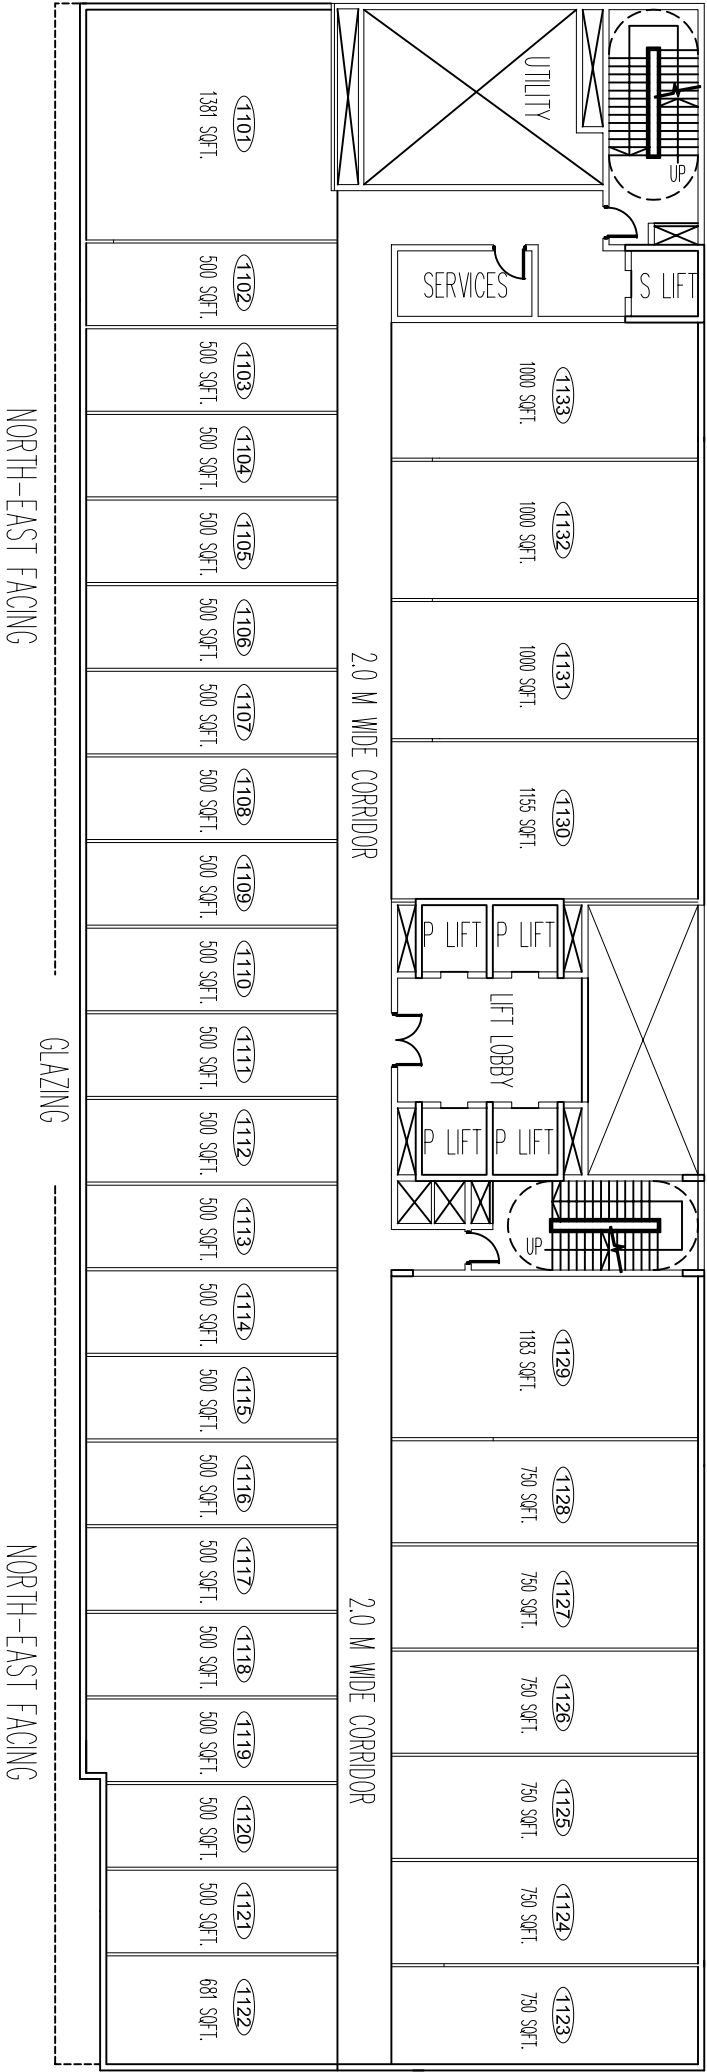 UTILITY
UP
S LIFT
SERVICES
1101
1381 SQFT.
1102
500 SQFT.
1103
500 SQFT.
1104
500 SQFT.
1105
500 SQFT.
1106
500 SQFT.
1107
500 SQFT.
1108
500 SQFT.
1109
500 SQFT.
1110
500 SQFT.
1111
500 SQFT.
1112
500 SQFT.
1113
500 SQFT.
1114
500 SQFT.
1115
500 SQFT.
1116
500 SQFT.
1117
500 SQFT.
1118
500 SQFT.
1119
500 SQFT.
1120
500 SQFT.
1121
500 SQFT.
1122
681 SQFT.
2.0 M WIDE CORRIDOR
2.0 M WIDE CORRIDOR
1133
1000 SQFT.
1132
1000 SQFT.
1131
1000 SQFT.
1130
1155 SQFT.
P LIFT
P LIFT
LIFT LOBBY
P LIFT
P LIFT
UP
1129
1183 SQFT.
1128
750 SQFT.
1127
750 SQFT.
1126
750 SQFT.
1125
750 SQFT.
1124
750 SQFT.
1123
750 SQFT.
GLAZING
NORTH-EAST FACING
NORTH-EAST FACING